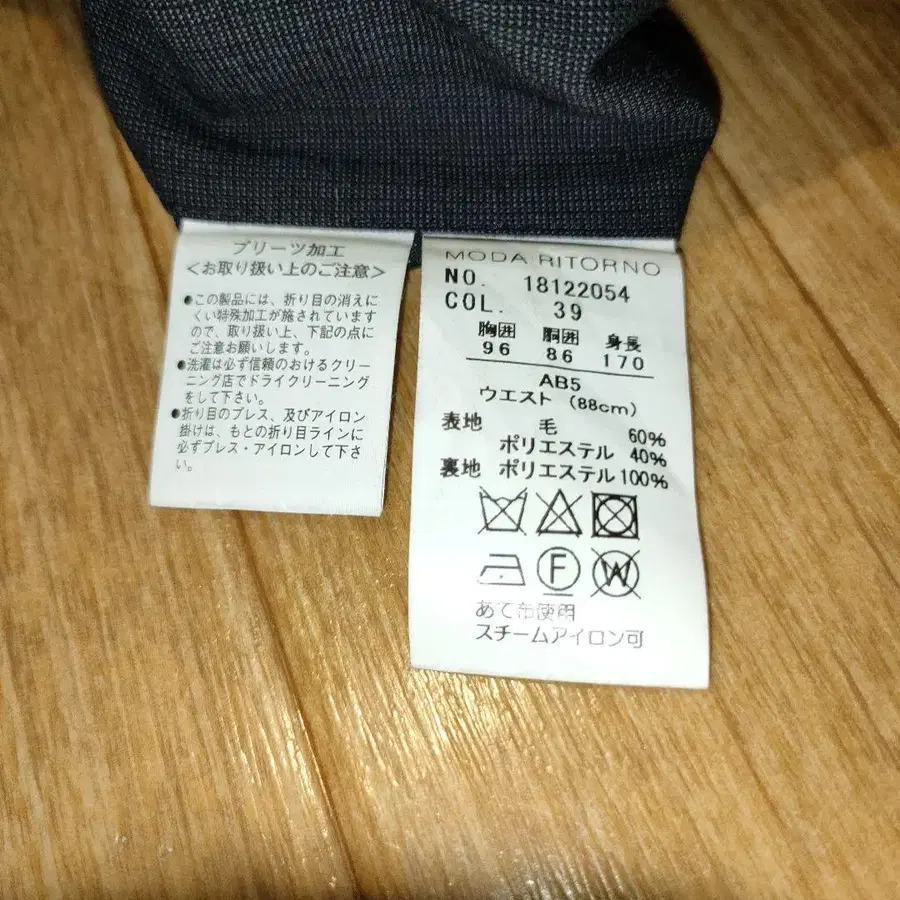 プリーツ加工
＜お取り扱い上のご注意＞
●この製品には、折り目の消えに
くい特殊加工が施されています
ので、取り扱い上、下記の点に
ご注意お願いします。
●洗濯は必ず信頼のおけるクリー
ニング店でドライクリーニング
をして下さい。
●折り目のプレス、及びアイロン
掛けは、もとの折り目ラインに
必ずプレス・アイロンして下さ
い。
MODA RITORNO
NO. 18122054
COL. 39
胸囲 胴囲 身長
96 86 170
AB5
ウエスト (88cm)
表地 毛 60%
ポリエステル 40%
裏地 ポリエステル 100%
F W
あて布使用
スチームアイロン可